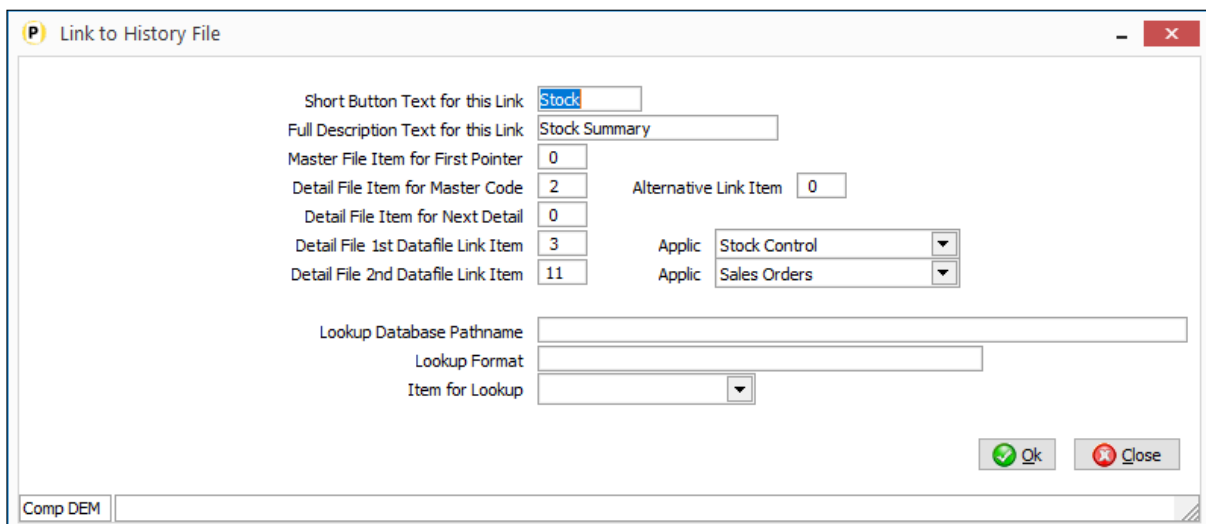 P Link to History File
Short Button Text for this Link Stock
Full Description Text for this Link Stock Summary
Master File Item for First Pointer 0
Detail File Item for Master Code 2 Alternative Link Item 0
Detail File Item for Next Detail 0
Detail File 1st Datafile Link Item 3 Applic Stock Control
Detail File 2nd Datafile Link Item 11 Applic Sales Orders
Lookup Database Pathname
Lookup Format
Item for Lookup
Ok Close
Comp DEM